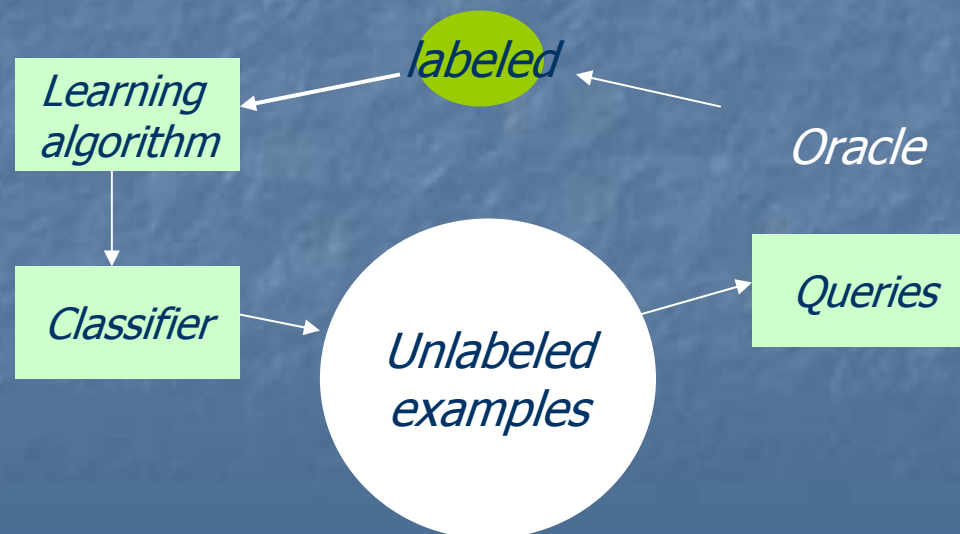 labeled
Learning
algorithm
Oracle
Classifier
Unlabeled
examples
Queries